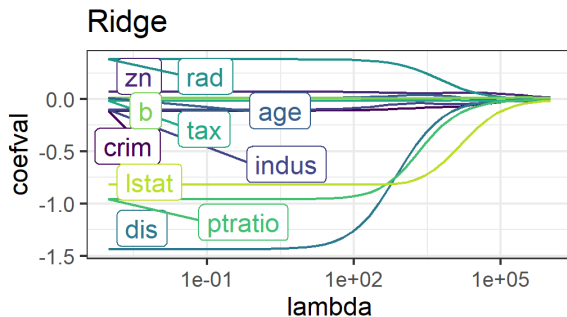 Ridge
zn
rad
0.0
b
age
tax
crim
-0.5
indus
lstat
-1.0
ptratio
dis
-1.5
coefval
1e-01
1e+02
1e+05
lambda